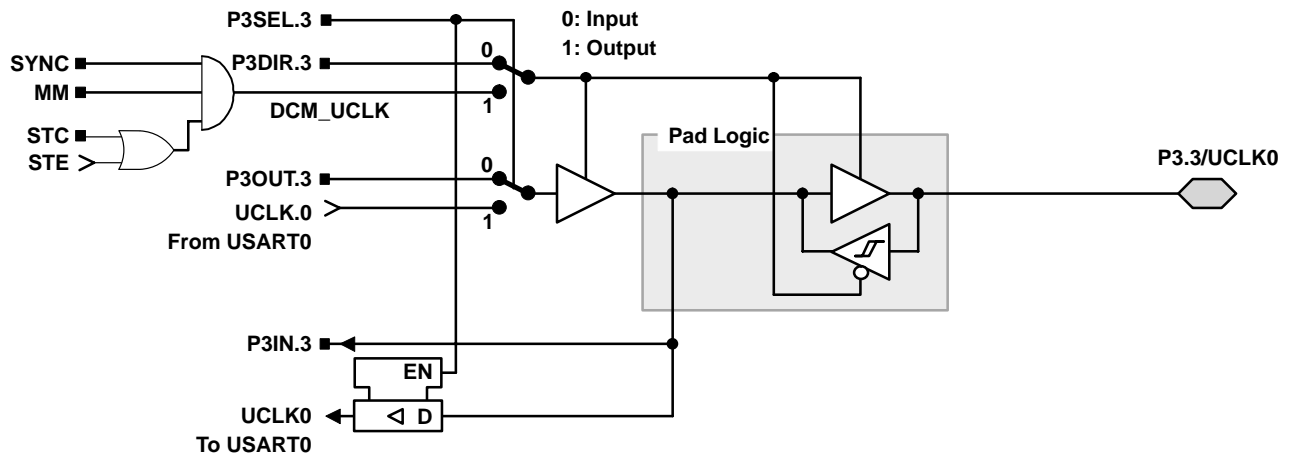 P3SEL.3
0: Input
1: Output
SYNC
P3DIR.3
0
MM
DCM_UCLK
1
STC
STE
Pad Logic
P3OUT.3
0
P3.3/UCLK0
UCLK.0
1
From USART0
P3IN.3
EN
UCLK0
D
To USART0